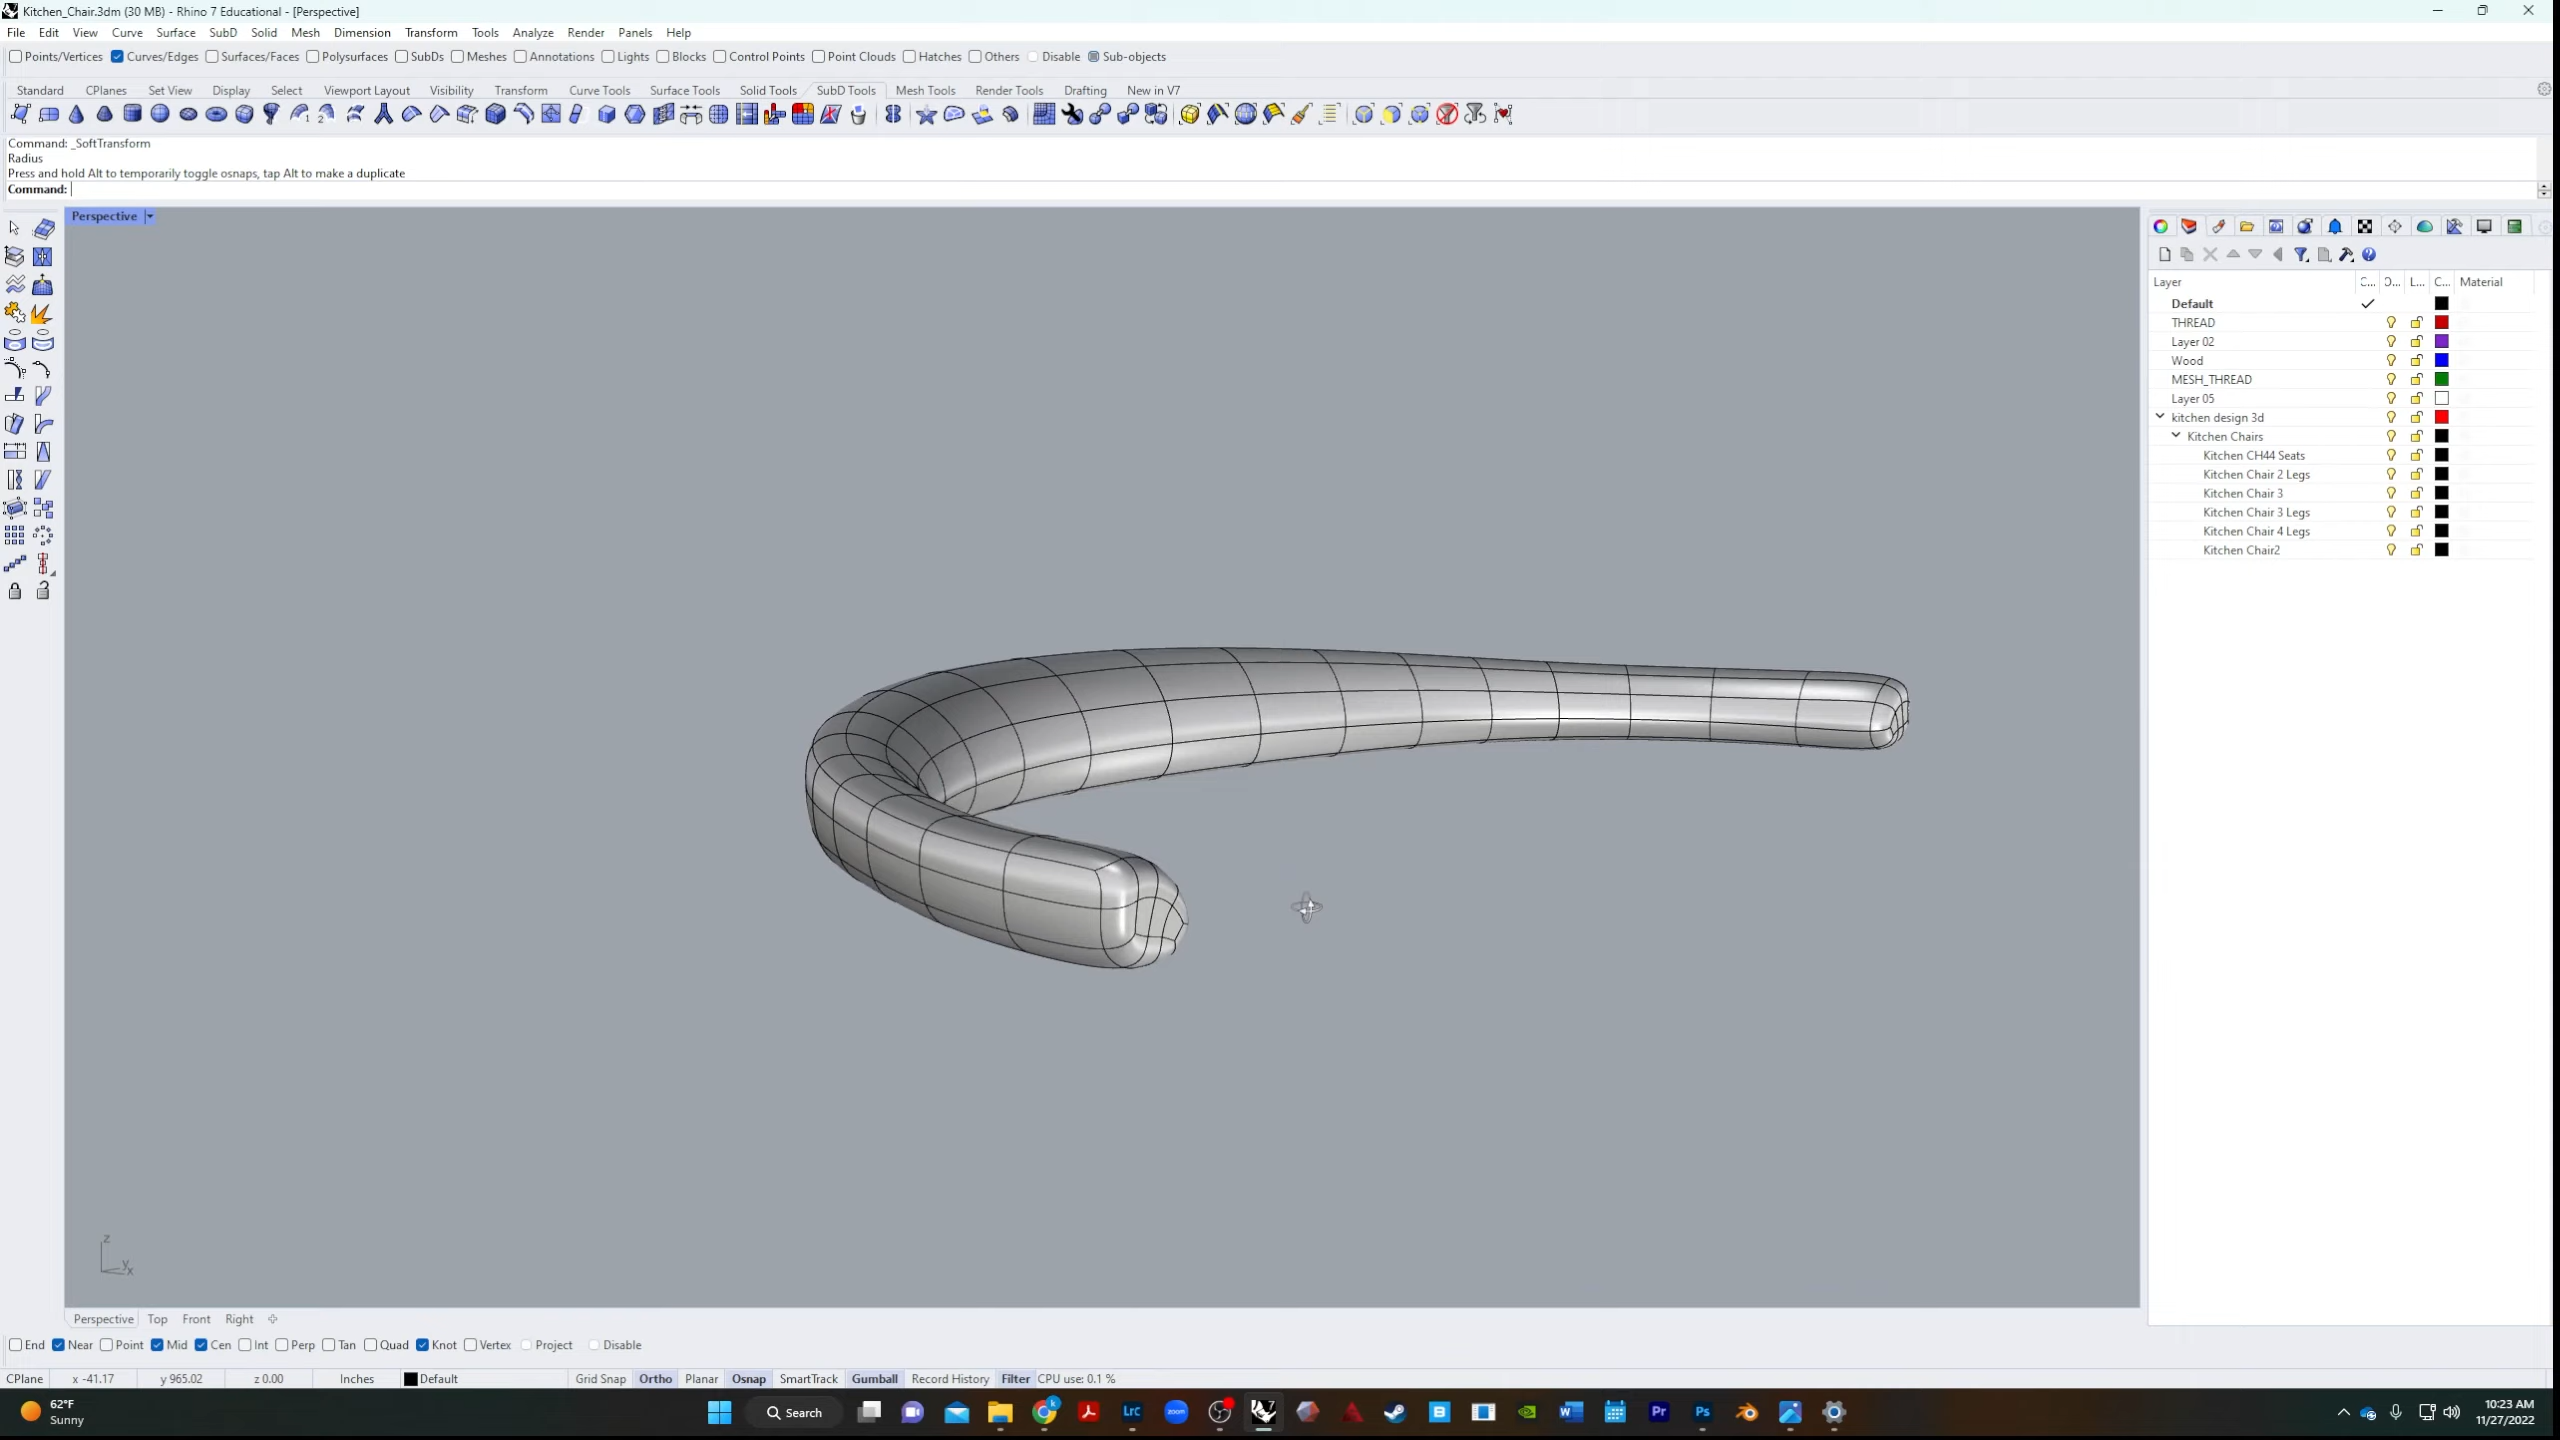 Kitchen_Chair.3dm (30 MB) - Rhino 7 Educational - [Perspective]
File Edit View Curve Surface SubD Solid Mesh Dimension Transform Tools Analyze Render Panels Help
Points/Vertices Curves/Edges Surfaces/Faces Polysurfaces SubDs Meshes Annotations Lights Blocks Control Points Point Clouds Hatches Others Disable Sub-objects
Standard CPlanes Set View Display Select Viewport Layout Visibility Transform Curve Tools Surface Tools Solid Tools SubD Tools Mesh Tools Render Tools Drafting New in V7
Command: _SoftTransform
Radius
Press and hold Alt to temporarily toggle osnaps, tap Alt to make a duplicate
Command:
Perspective
Layer C... O... L... C... Material
Default
THREAD
Layer 02
Wood
MESH_THREAD
Layer 05
kitchen design 3d
Kitchen Chairs
Kitchen CH44 Seats
Kitchen Chair 2 Legs
Kitchen Chair 3
Kitchen Chair 3 Legs
Kitchen Chair 4 Legs
Kitchen Chair2
z
y
x
Perspective Top Front Right
End Near Point Mid Cen Int Perp Tan Quad Knot Vertex Project Disable
CPlane x -41.17 y 965.02 z 0.00 Inches Default Grid Snap Ortho Planar Osnap SmartTrack Gumball Record History Filter CPU use: 0.1 %
62°F
Sunny
Search
Lrc
zoom
7
B
W
Pr
Ps
10:23 AM
11/27/2022